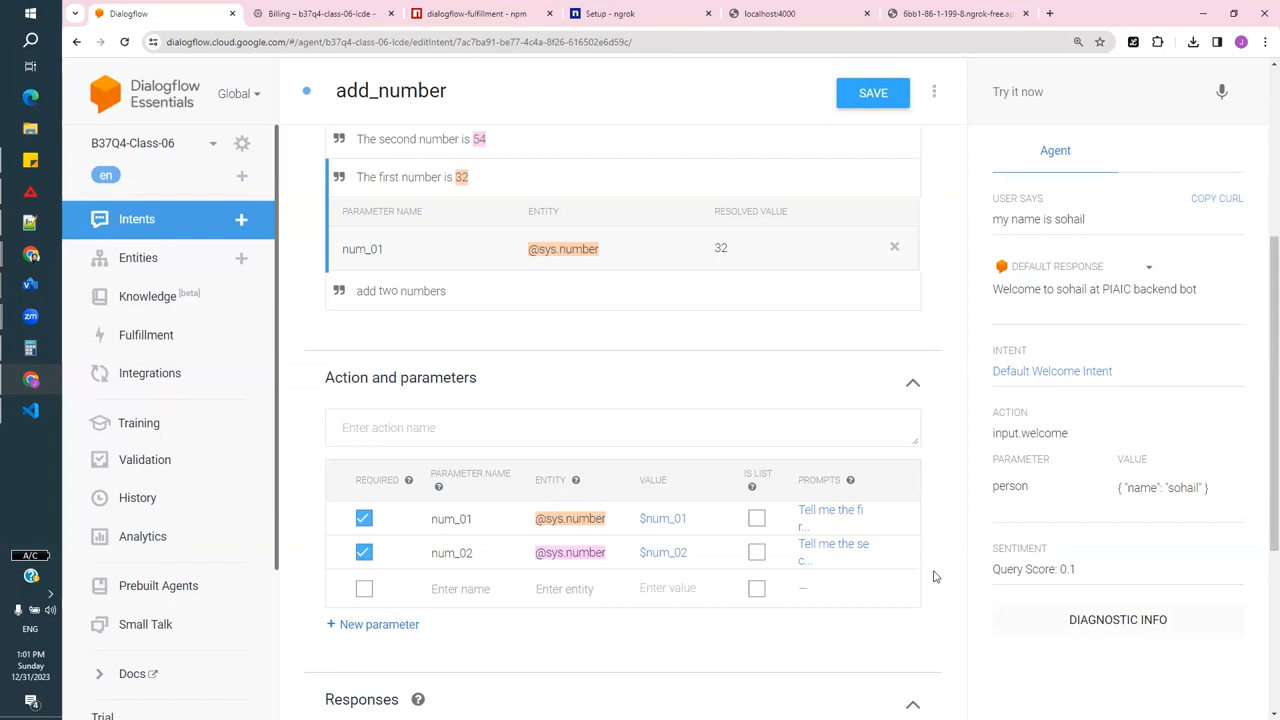 Dialogflow
Billing – b37q4-class-06-lcde –
dialogflow-fulfillment - npm
Setup - ngrok
localhost:4000
6bb1-96-1-199-8.ngrok-free.ap
dialogflow.cloud.google.com/#/agent/b37q4-class-06-lcde/editIntent/7ac7ba91-be77-4c4a-8f26-616502e6d59c/
Dialogflow
Essentials
Global
add_number
SAVE
Try it now
B37Q4-Class-06
en
Intents
Entities
Knowledge [beta]
Fulfillment
Integrations
Training
Validation
History
Analytics
Prebuilt Agents
Small Talk
Docs
Trial
The second number is 54
The first number is 32
PARAMETER NAME ENTITY RESOLVED VALUE
num_01 @sys.number 32
add two numbers
Action and parameters
Enter action name
REQUIRED PARAMETER NAME ENTITY VALUE IS LIST PROMPTS
num_01 @sys.number $num_01 Tell me the fi
r...
num_02 @sys.number $num_02 Tell me the se
c...
Enter name Enter entity Enter value —
+ New parameter
Responses
Agent
USER SAYS COPY CURL
my name is sohail
DEFAULT RESPONSE
Welcome to sohail at PIAIC backend bot
INTENT
Default Welcome Intent
ACTION
input.welcome
PARAMETER VALUE
person { "name": "sohail" }
SENTIMENT
Query Score: 0.1
DIAGNOSTIC INFO
A/C
ENG
1:01 PM
Sunday
12/31/2023
4